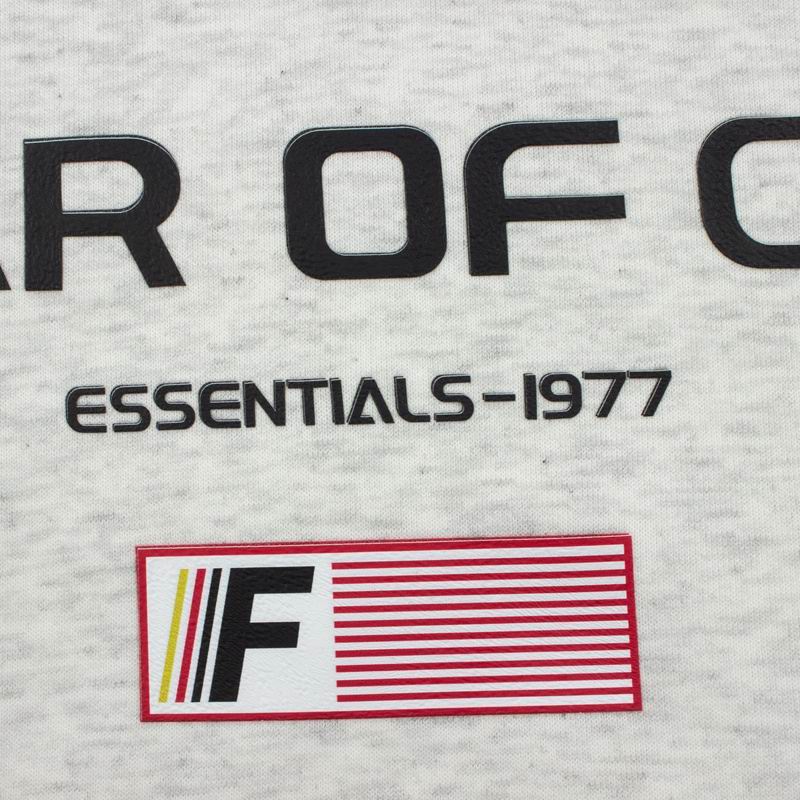 AR OF G
ESSENTIALS-1977
F